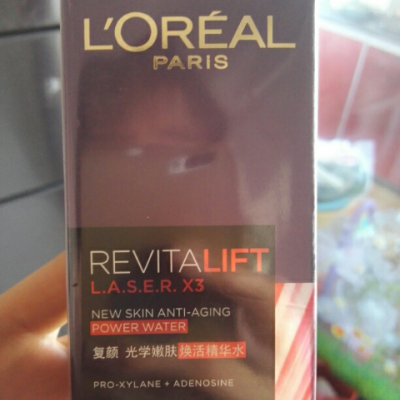 L'ORÉAL
PARIS
REVITALIFT
L.A.S.E.R. X3
NEW SKIN ANTI-AGING
POWER WATER
复颜 光学嫩肤 焕活精华水
PRO-XYLANE + ADENOSINE